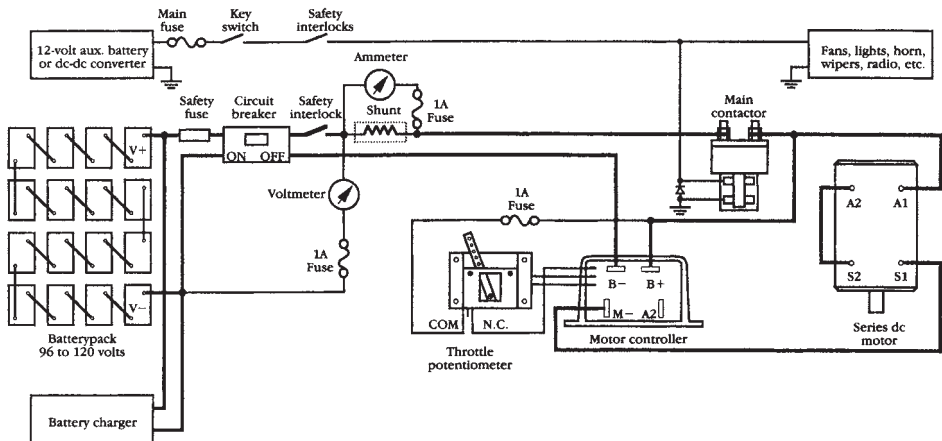 Main
fuse
Key
switch
Safety
interlocks
12-volt aux. battery
or dc-dc converter
Fans, lights, horn,
wipers, radio, etc.
Ammeter
Safety
fuse
Circuit
breaker
Safety
interlock
Shunt
1A
Fuse
Main
contactor
V+
ON OFF
Voltmeter
1A
Fuse
A2 A1
1A
Fuse
S2 S1
B- B+
V-
COM N.C.
M- A2
Batterypack
96 to 120 volts
Throttle
potentiometer
Motor controller
Series dc
motor
Battery charger